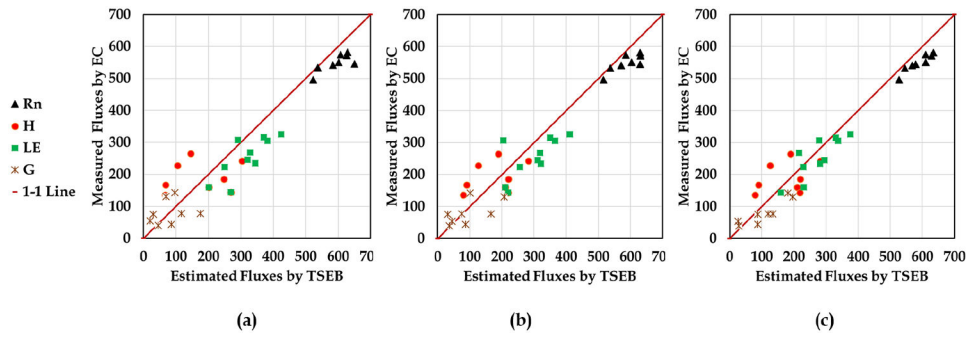 Rn
H
LE
G
1-1 Line
Measured Fluxes by EC
700
600
500
400
300
200
100
0
0 100 200 300 400 500 600 70
Estimated Fluxes by TSEB
(a)
Measured Fluxes by EC
700
600
500
400
300
200
100
0
0 100 200 300 400 500 600 70
Estimated Fluxes by TSEB
(b)
Measured Fluxes by EC
700
600
500
400
300
200
100
0
0 100 200 300 400 500 600 700
Estimated Fluxes by TSEB
(c)